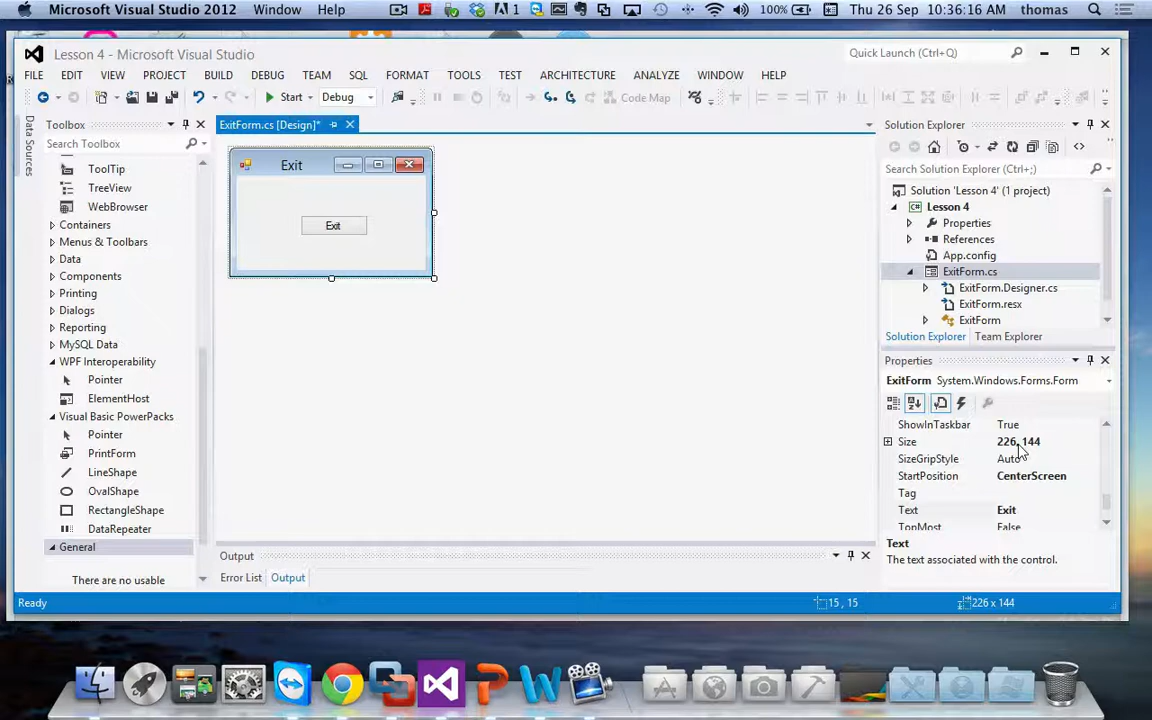 Microsoft Visual Studio 2012 Window Help 1 100% Thu 26 Sep 10:36:16 AM thomas
Lesson 4 - Microsoft Visual Studio Quick Launch (Ctrl+Q)
FILE EDIT VIEW PROJECT BUILD DEBUG TEAM SQL FORMAT TOOLS TEST ARCHITECTURE ANALYZE WINDOW HELP
Start Debug Code Map
Data Sources
Toolbox
Search Toolbox
ToolTip
TreeView
WebBrowser
Containers
Menus & Toolbars
Data
Components
Printing
Dialogs
Reporting
MySQL Data
WPF Interoperability
Pointer
ElementHost
Visual Basic PowerPacks
Pointer
PrintForm
LineShape
OvalShape
RectangleShape
DataRepeater
General
There are no usable
ExitForm.cs [Design]*
Exit
Exit
Output
Error List Output
Solution Explorer
Search Solution Explorer (Ctrl+;)
Solution 'Lesson 4' (1 project)
C# Lesson 4
Properties
References
App.config
ExitForm.cs
ExitForm.Designer.cs
ExitForm.resx
ExitForm
Solution Explorer Team Explorer
Properties
ExitForm System.Windows.Forms.Form
ShowInTaskbar True
Size 226, 144
SizeGripStyle Auto
StartPosition CenterScreen
Tag
Text Exit
TopMost False
Text
The text associated with the control.
Ready 15 , 15 226 x 144